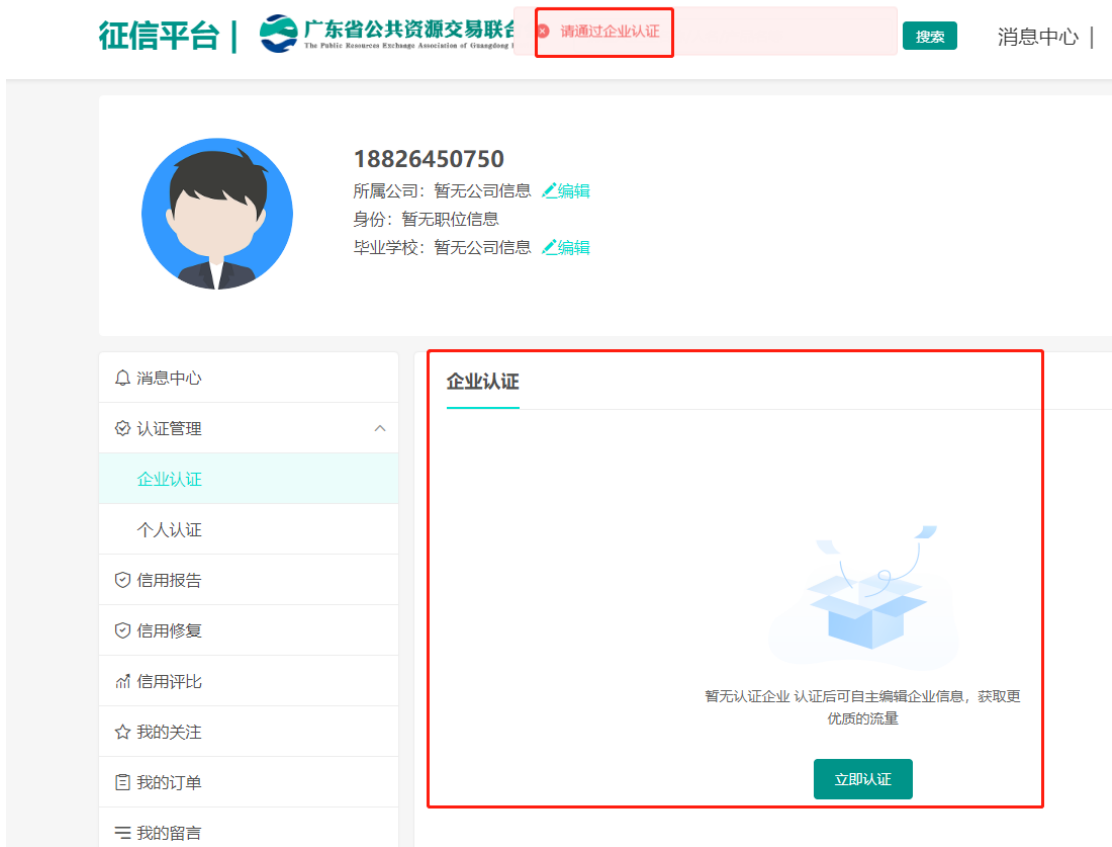 征信平台 |
广东省公共资源交易联合
The Public Resources Exchange Association of Guangdong
请通过企业认证
搜索
消息中心 |
18826450750
所属公司：暂无公司信息 编辑
身份：暂无职位信息
毕业学校：暂无公司信息 编辑
消息中心
认证管理
企业认证
个人认证
信用报告
信用修复
信用评比
我的关注
我的订单
我的留言
企业认证
暂无认证企业 认证后可自主编辑企业信息，获取更
优质的流量
立即认证